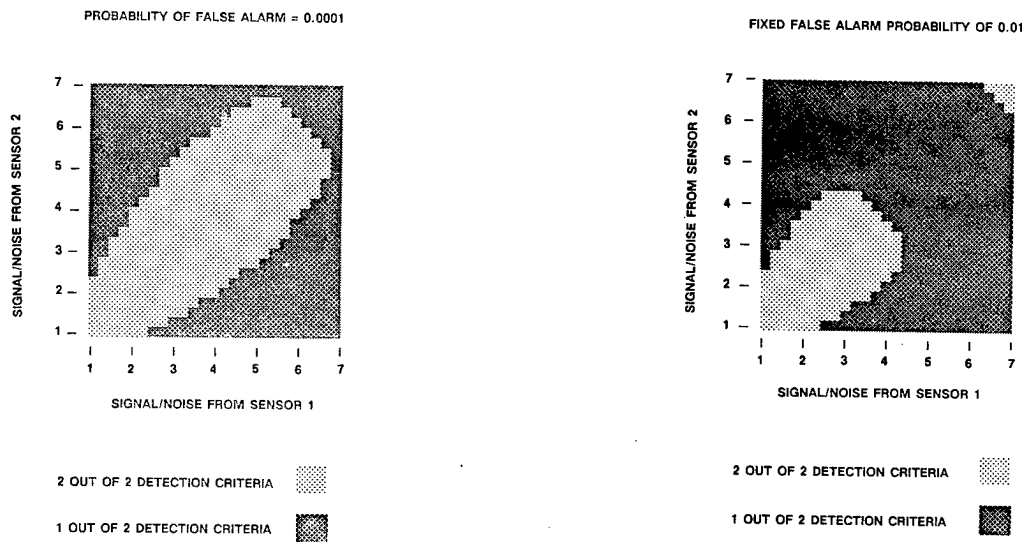 PROBABILITY OF FALSE ALARM = 0.0001
SIGNAL/NOISE FROM SENSOR 2
7
6
5
4
3
2
1
1 2 3 4 5 6 7
SIGNAL/NOISE FROM SENSOR 1
2 OUT OF 2 DETECTION CRITERIA
1 OUT OF 2 DETECTION CRITERIA
FIXED FALSE ALARM PROBABILITY OF 0.01
SIGNAL/NOISE FROM SENSOR 2
7
6
5
4
3
2
1
1 2 3 4 5 6 7
SIGNAL/NOISE FROM SENSOR 1
2 OUT OF 2 DETECTION CRITERIA
1 OUT OF 2 DETECTION CRITERIA